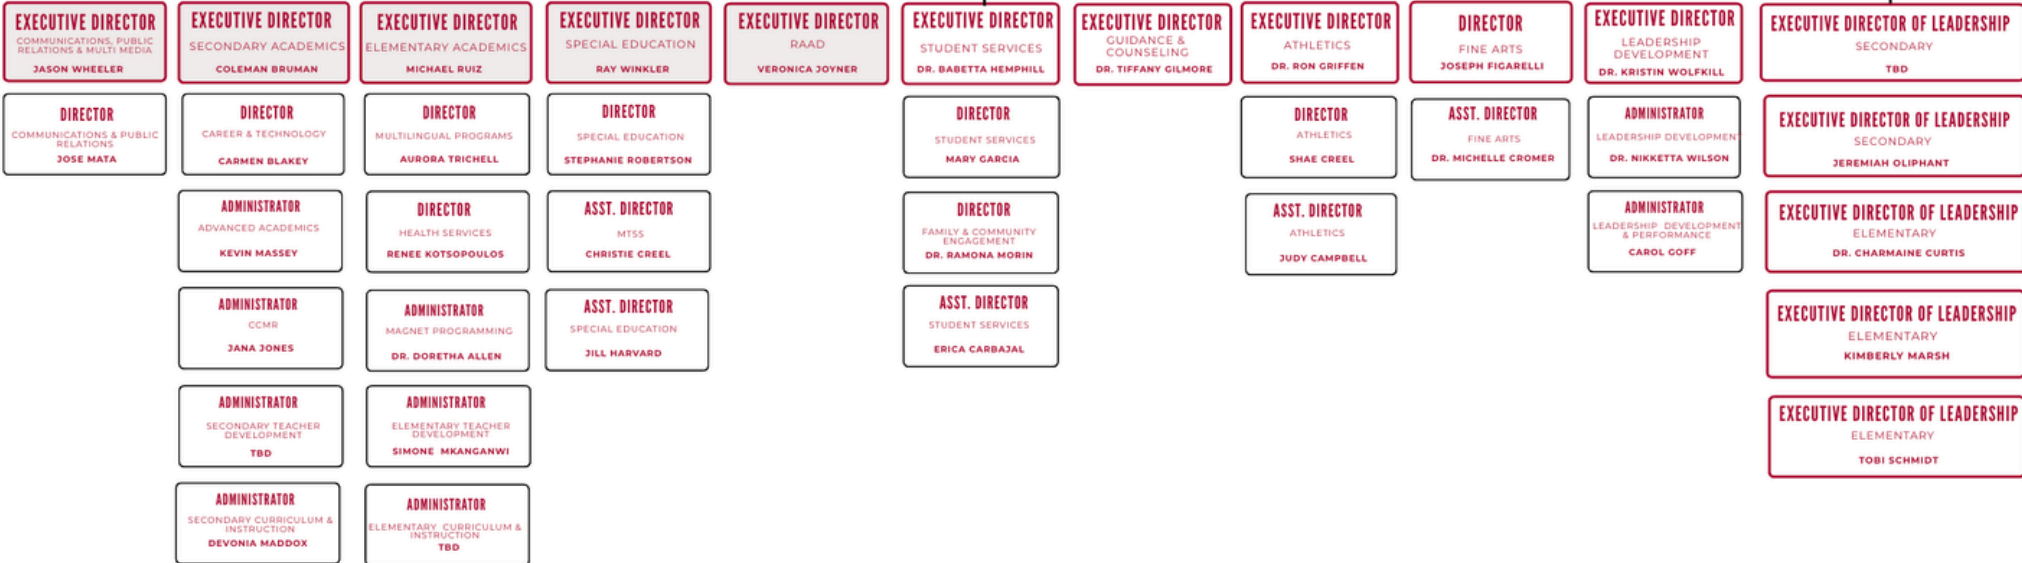 EXECUTIVE DIRECTOR
COMMUNICATIONS, PUBLIC
RELATIONS & MULTI MEDIA
JASON WHEELER
DIRECTOR
COMMUNICATIONS & PUBLIC
RELATIONS
JOSE MATA
EXECUTIVE DIRECTOR
SECONDARY ACADEMICS
COLEMAN BRUMAN
DIRECTOR
CAREER & TECHNOLOGY
CARMEN BLAKEY
ADMINISTRATOR
ADVANCED ACADEMICS
KEVIN MASSEY
ADMINISTRATOR
CCMR
JANA JONES
ADMINISTRATOR
SECONDARY TEACHER
DEVELOPMENT
TBD
ADMINISTRATOR
SECONDARY CURRICULUM &
INSTRUCTION
DEVONIA MADDOX
EXECUTIVE DIRECTOR
ELEMENTARY ACADEMICS
MICHAEL RUIZ
DIRECTOR
MULTILINGUAL PROGRAMS
AURORA TRICHELL
DIRECTOR
HEALTH SERVICES
RENEE KOTSOPOULOS
ADMINISTRATOR
MAGNET PROGRAMMING
DR. DORETHA ALLEN
ADMINISTRATOR
ELEMENTARY TEACHER
DEVELOPMENT
SIMONE MKANGANWI
ADMINISTRATOR
ELEMENTARY CURRICULUM &
INSTRUCTION
TBD
EXECUTIVE DIRECTOR
SPECIAL EDUCATION
RAY WINKLER
DIRECTOR
SPECIAL EDUCATION
STEPHANIE ROBERTSON
ASST. DIRECTOR
MTSS
CHRISTIE CREEL
ASST. DIRECTOR
SPECIAL EDUCATION
JILL HARVARD
EXECUTIVE DIRECTOR
RAAD
VERONICA JOYNER
EXECUTIVE DIRECTOR
STUDENT SERVICES
DR. BABETTA HEMPHILL
DIRECTOR
STUDENT SERVICES
MARY GARCIA
DIRECTOR
FAMILY & COMMUNITY
ENGAGEMENT
DR. RAMONA MORIN
ASST. DIRECTOR
STUDENT SERVICES
ERICA CARBAJAL
EXECUTIVE DIRECTOR
GUIDANCE &
COUNSELING
DR. TIFFANY GILMORE
EXECUTIVE DIRECTOR
ATHLETICS
DR. RON GRIFFEN
DIRECTOR
ATHLETICS
SHAE CREEL
ASST. DIRECTOR
ATHLETICS
JUDY CAMPBELL
DIRECTOR
FINE ARTS
JOSEPH FIGARELLI
ASST. DIRECTOR
FINE ARTS
DR. MICHELLE CROMER
EXECUTIVE DIRECTOR
LEADERSHIP
DEVELOPMENT
DR. KRISTIN WOLFKILL
ADMINISTRATOR
LEADERSHIP DEVELOPMENT
DR. NIKKETTA WILSON
ADMINISTRATOR
LEADERSHIP DEVELOPMENT
& PERFORMANCE
CAROL GOFF
EXECUTIVE DIRECTOR OF LEADERSHIP
SECONDARY
TBD
EXECUTIVE DIRECTOR OF LEADERSHIP
SECONDARY
JEREMIAH OLIPHANT
EXECUTIVE DIRECTOR OF LEADERSHIP
ELEMENTARY
DR. CHARMAINE CURTIS
EXECUTIVE DIRECTOR OF LEADERSHIP
ELEMENTARY
KIMBERLY MARSH
EXECUTIVE DIRECTOR OF LEADERSHIP
ELEMENTARY
TOBI SCHMIDT